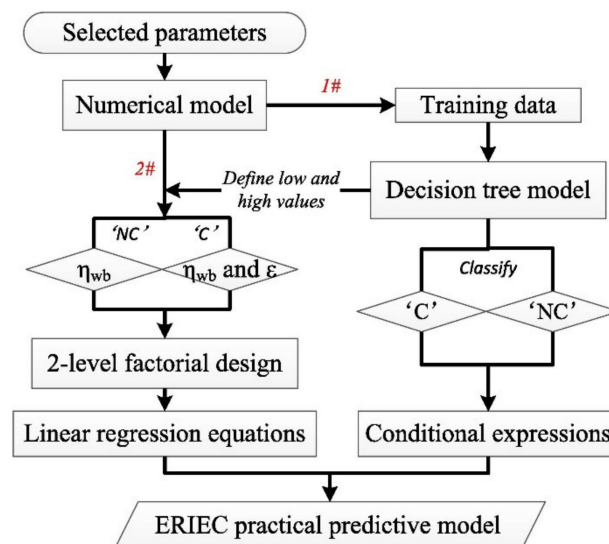 Selected parameters
Numerical model
1#
Training data
2#
Define low and
high values
Decision tree model
'NC'
'C'
ηwb
ηwb and ε
Classify
'C'
'NC'
2-level factorial design
Linear regression equations
Conditional expressions
ERIEC practical predictive model